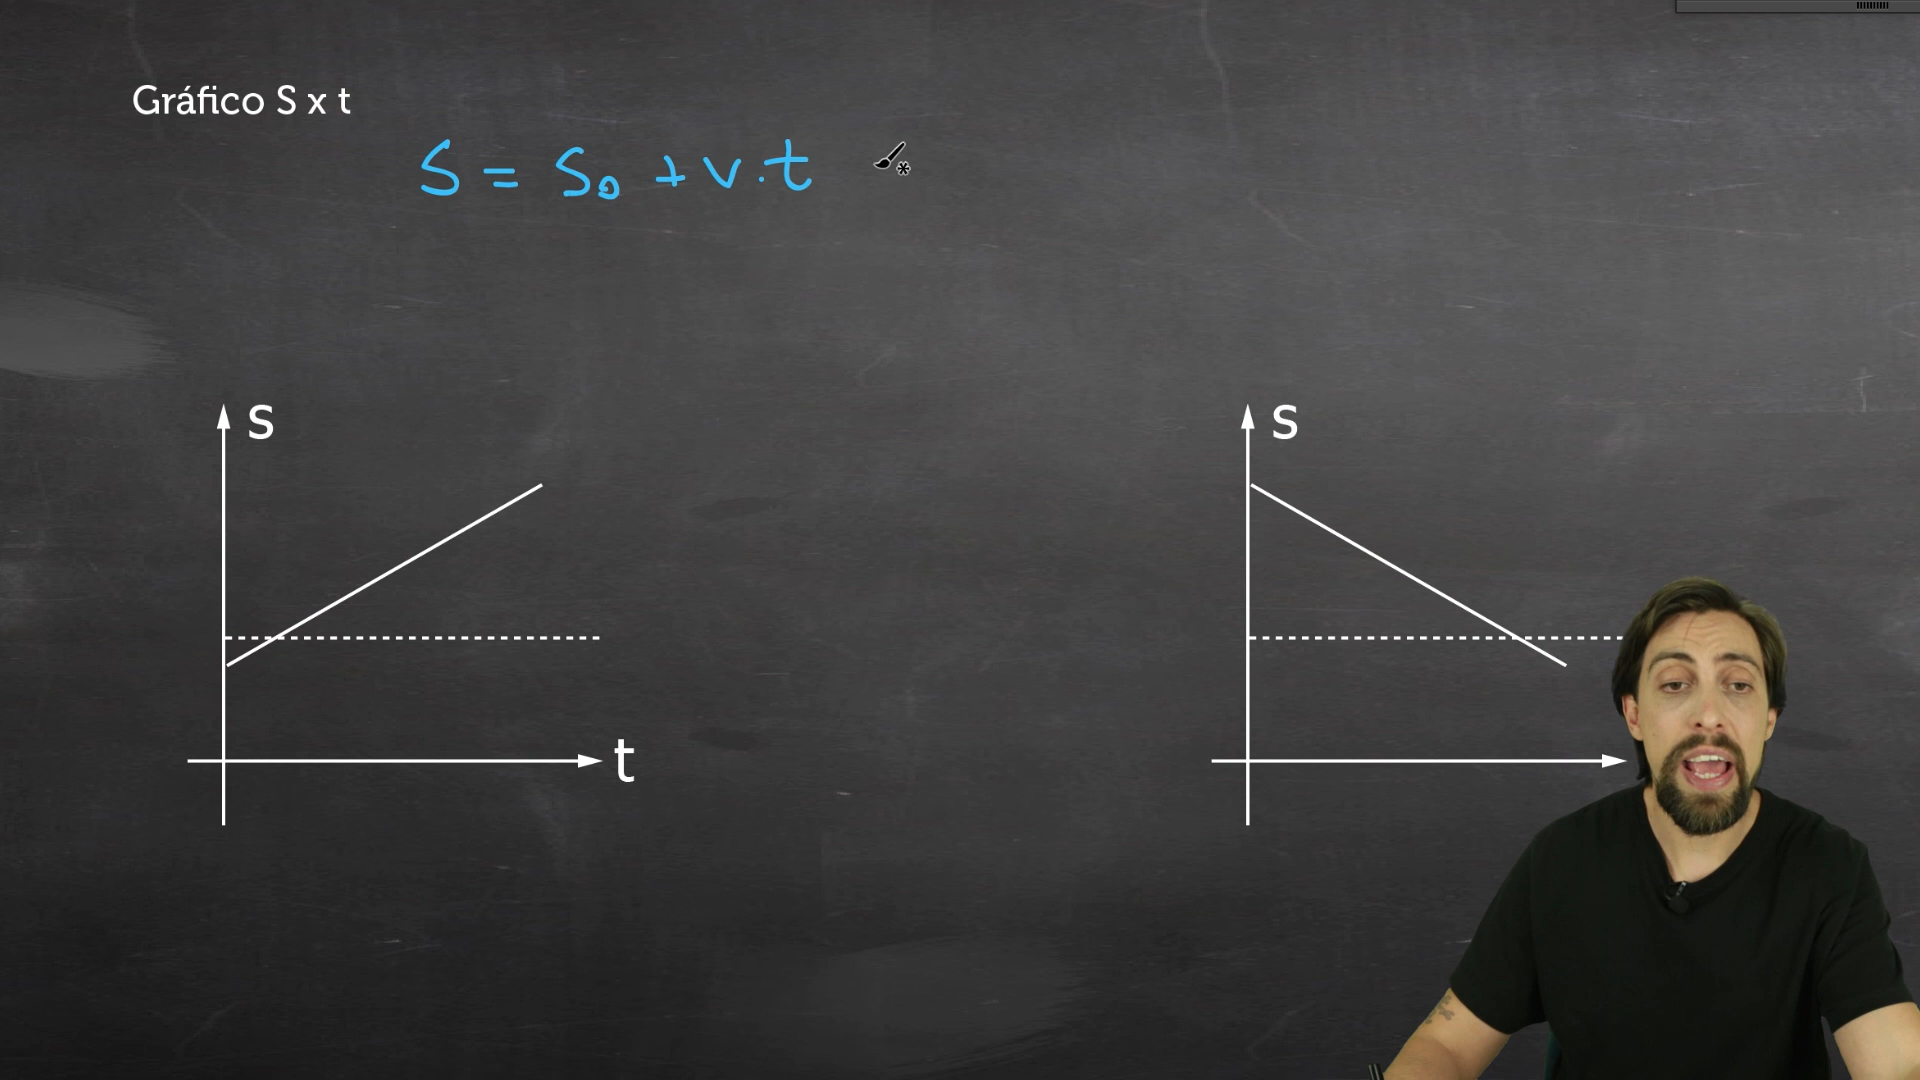 Gráfico S x t
S = S₀ + v.t
S
t
S